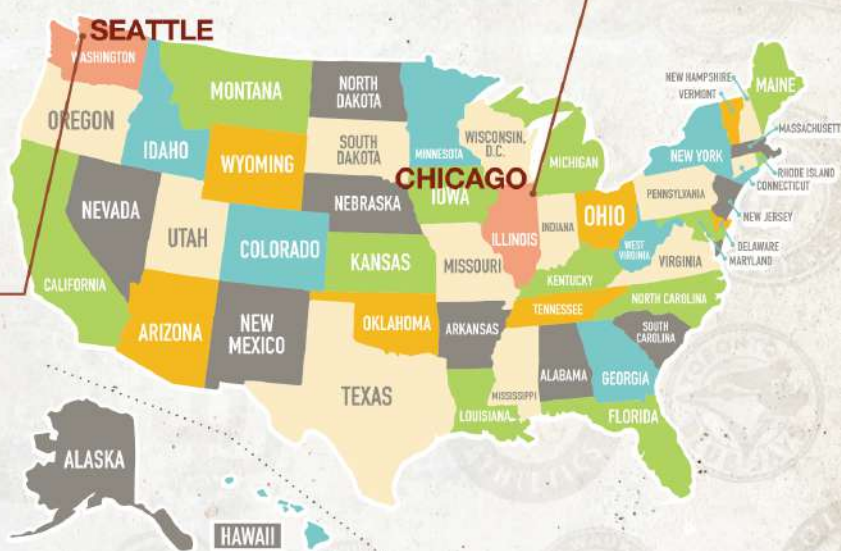 SEATTLE
WASHINGTON
MONTANA
NORTH
DAKOTA
MAINE
NEW HAMPSHIRE
VERMONT
OREGON
IDAHO
WYOMING
SOUTH
DAKOTA
MINNESOTA
WISCONSIN,
D.C.
MICHIGAN
NEW YORK
MASSACHUSETT
RHODE ISLAND
CONNECTICUT
CHICAGO
NEVADA
UTAH
COLORADO
NEBRASKA
IOWA
ILLINOIS
INDIANA
OHIO
PENNSYLVANIA
NEW JERSEY
DELAWARE
MARYLAND
CALIFORNIA
KANSAS
MISSOURI
KENTUCKY
WEST
VIRGINIA
VIRGINIA
ARIZONA
NEW
MEXICO
OKLAHOMA
ARKANSAS
TENNESSEE
NORTH CAROLINA
SOUTH
CAROLINA
TEXAS
LOUISIANA
MISSISSIPPI
ALABAMA
GEORGIA
FLORIDA
ALASKA
HAWAII